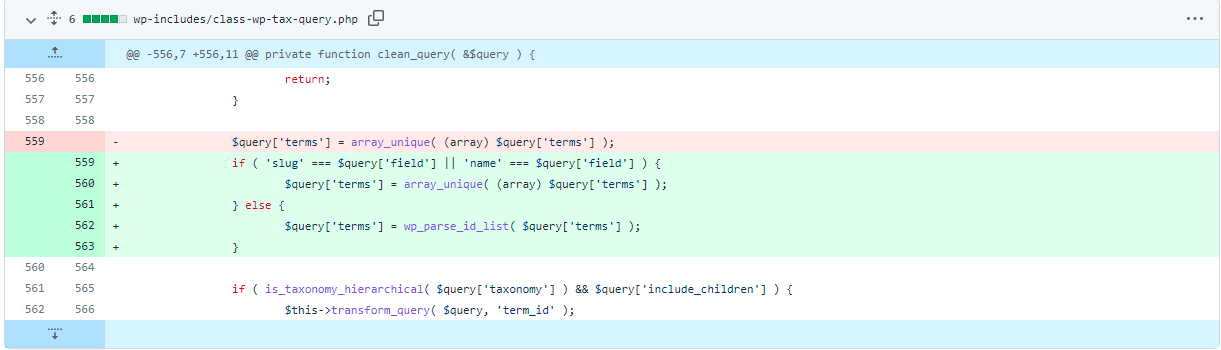 6 wp-includes/class-wp-tax-query.php
@@ -556,7 +556,11 @@ private function clean_query( &$query ) {
556 556 return;
557 557 }
558 558
559 - $query['terms'] = array_unique( (array) $query['terms'] );
559 + if ( 'slug' === $query['field'] || 'name' === $query['field'] ) {
560 + $query['terms'] = array_unique( (array) $query['terms'] );
561 + } else {
562 + $query['terms'] = wp_parse_id_list( $query['terms'] );
563 + }
560 564
561 565 if ( is_taxonomy_hierarchical( $query['taxonomy'] ) && $query['include_children'] ) {
562 566 $this->transform_query( $query, 'term_id' );